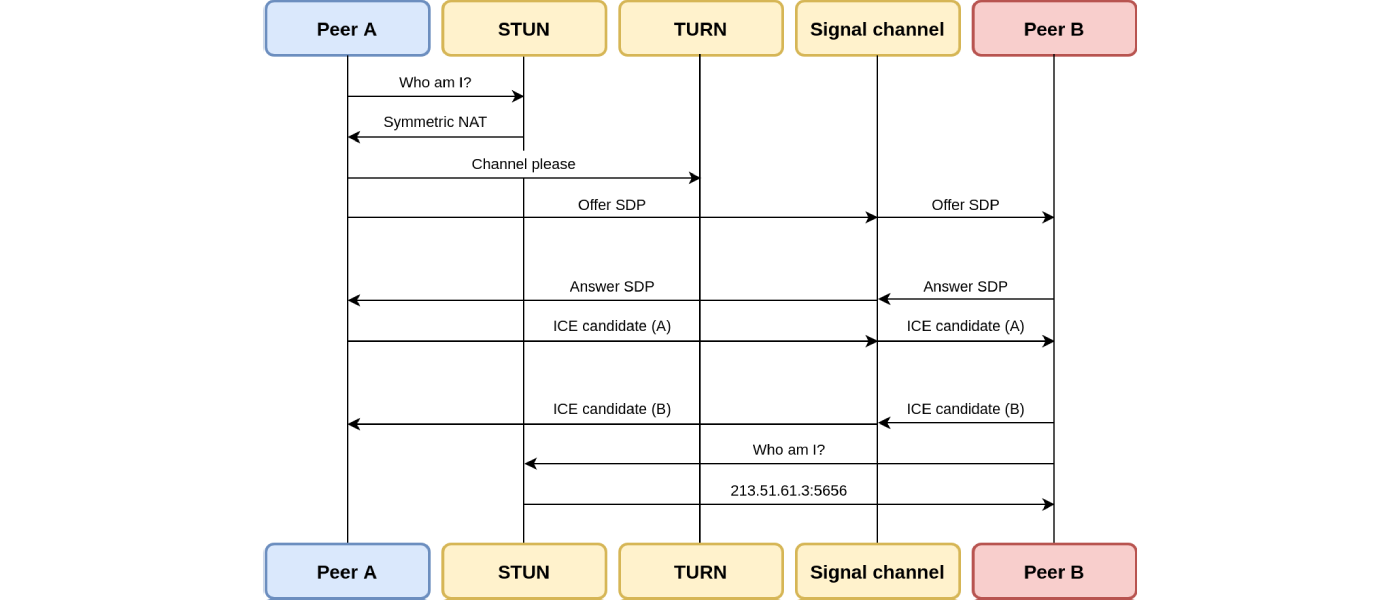 Peer A
STUN
TURN
Signal channel
Peer B
Who am I?
Symmetric NAT
Channel please
Offer SDP
Offer SDP
Answer SDP
Answer SDP
ICE candidate (A)
ICE candidate (A)
ICE candidate (B)
ICE candidate (B)
Who am I?
213.51.61.3:5656
Peer A
STUN
TURN
Signal channel
Peer B